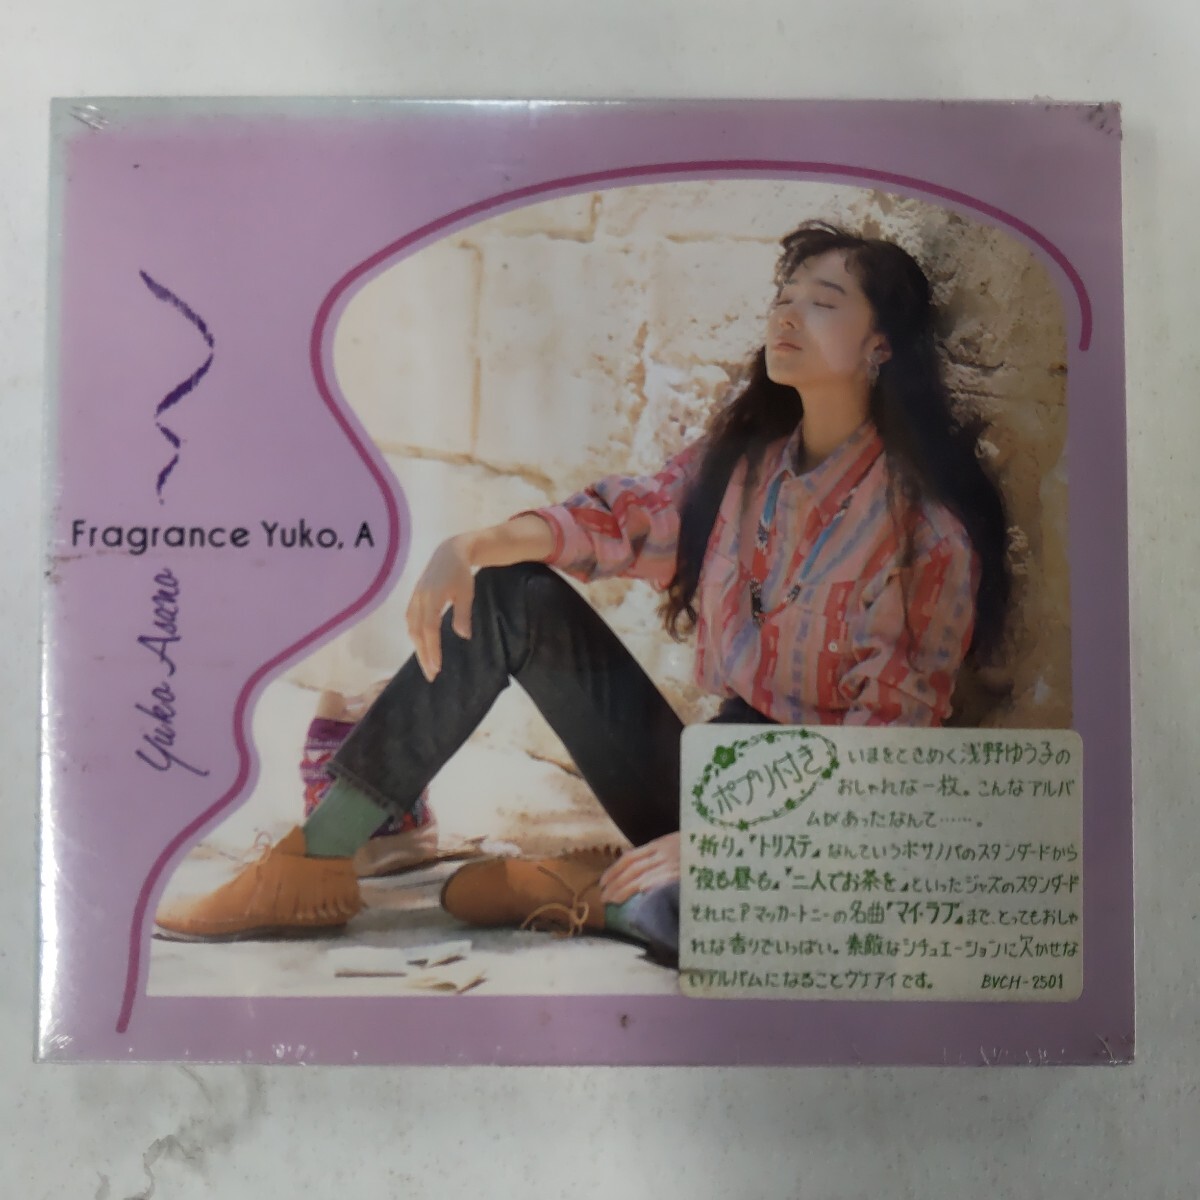 Fragrance Yuko, A
Yuko Asano
ポプリ付き
いまをときめく浅野ゆう子の
おしゃれな一枚。こんなアルバ
ムがあったなんて……。
『祈り』『トリステ』なんていうボサノバのスタンダードから
『夜も昼も』『二人でお茶を』といったジャズのスタンダード
それにP.マッカートニーの名曲『マイ・ラブ』まで、とってもおしゃ
れな香りでいっぱい。素敵なシチュエーションに欠かせな
いアルバムになることウケアイです。
BVCH-2501